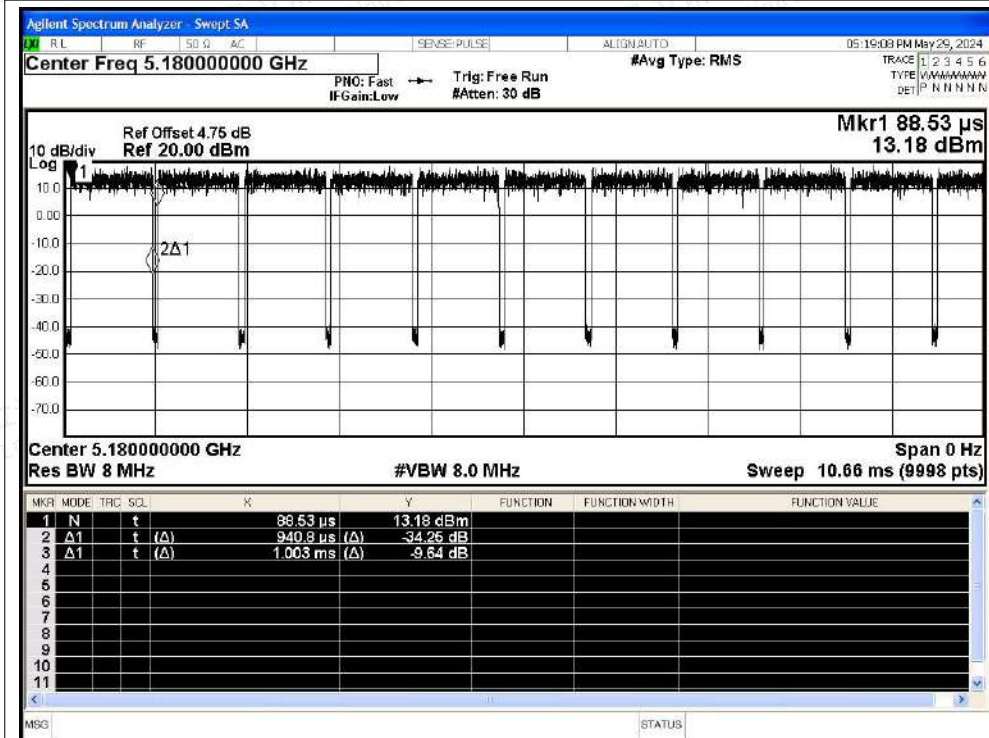 Agilent Spectrum Analyzer - Swept SA
LXI RL RF 50 Ω AC SENSE:PULSE ALIGN AUTO 05:19:08 PM May 29, 2024
Center Freq 5.180000000 GHz #Avg Type: RMS TRACE 1 2 3 4 5 6
PNO: Fast Trig: Free Run TYPE
IFGain:Low #Atten: 30 dB DET P N N N N N
Mkr1 88.53 µs
Ref Offset 4.75 dB
10 dB/div Ref 20.00 dBm 13.18 dBm
Log
1
10.0
0.00
-10.0
2Δ1
-20.0
-30.0
-40.0
-50.0
-60.0
-70.0
Center 5.180000000 GHz Span 0 Hz
Res BW 8 MHz #VBW 8.0 MHz Sweep 10.66 ms (9998 pts)
MKR MODE TRC SCL X Y FUNCTION FUNCTION WIDTH FUNCTION VALUE
1 N t 88.53 µs 13.18 dBm
2 Δ1 t (Δ) 940.8 µs (Δ) -34.25 dB
3 Δ1 t (Δ) 1.003 ms (Δ) -9.64 dB
4
5
6
7
8
9
10
11
MSG STATUS